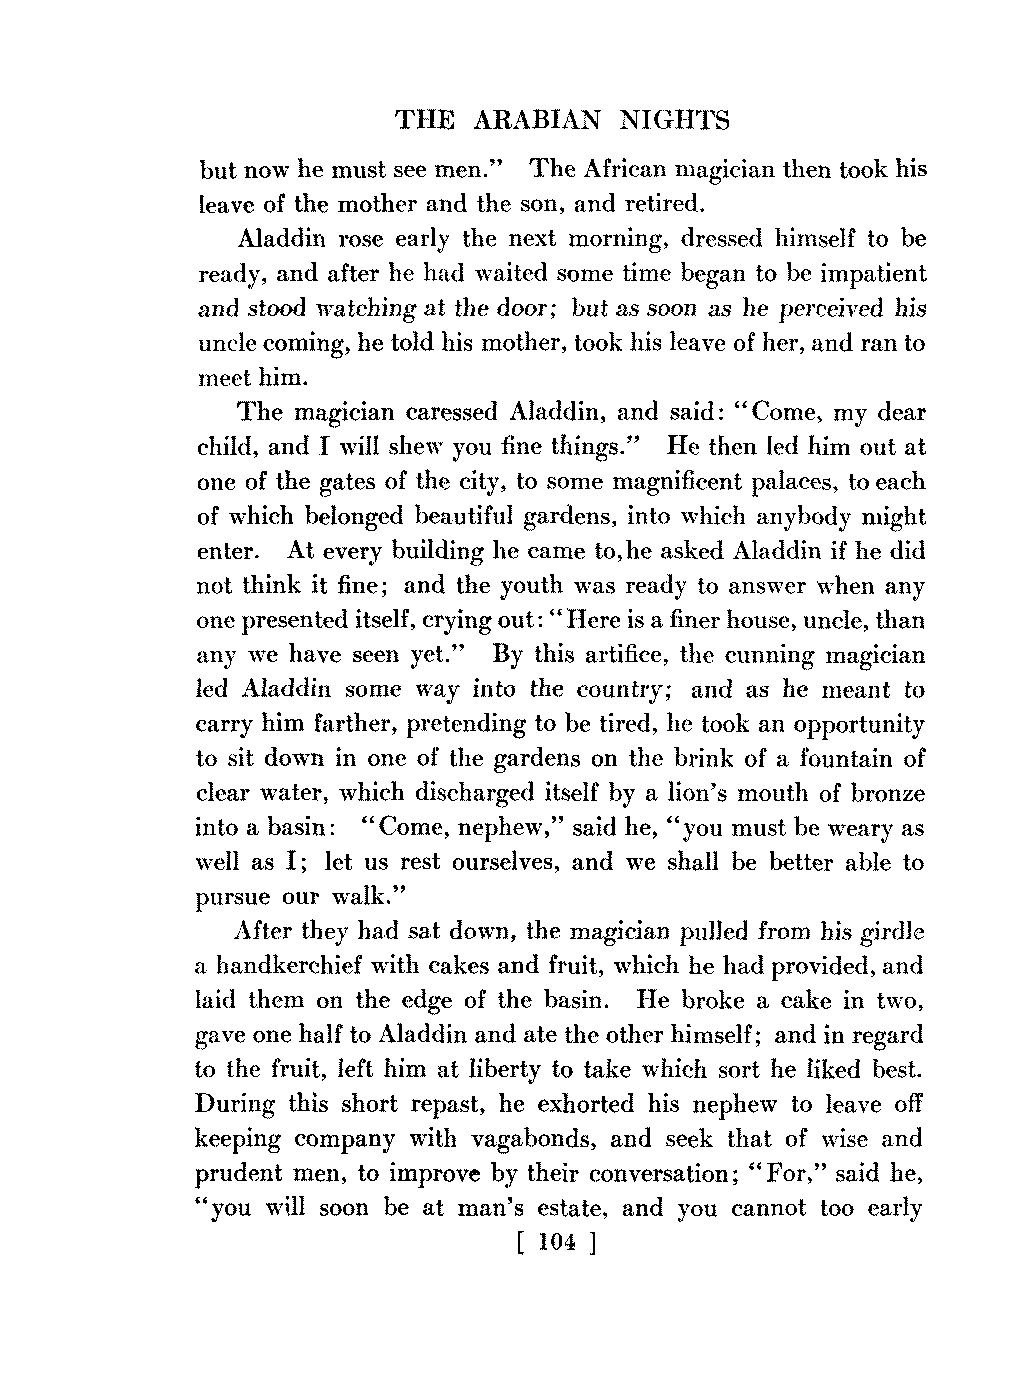 THE ARABIAN NIGHTS
but now he must see men." The African magician then took his
leave of the mother and the son, and retired.
Aladdin rose early the next morning, dressed himself to be
ready, and after he had waited some time began to be impatient
and stood watching at the door; but as soon as he perceived his
uncle coming, he told his mother, took his leave of her, and ran to
meet him.
The magician caressed Aladdin, and said: "Come, my dear
child, and I will shew you fine things." He then led him out at
one of the gates of the city, to some magnificent palaces, to each
of which belonged beautiful gardens, into which anybody might
enter. At every building he came to, he asked Aladdin if he did
not think it fine; and the youth was ready to answer when any
one presented itself, crying out: "Here is a finer house, uncle, than
any we have seen yet." By this artifice, the cunning magician
led Aladdin some way into the country; and as he meant to
carry him farther, pretending to be tired, he took an opportunity
to sit down in one of the gardens on the brink of a fountain of
clear water, which discharged itself by a lion's mouth of bronze
into a basin: "Come, nephew," said he, "you must be weary as
well as I; let us rest ourselves, and we shall be better able to
pursue our walk."
After they had sat down, the magician pulled from his girdle
a handkerchief with cakes and fruit, which he had provided, and
laid them on the edge of the basin. He broke a cake in two,
gave one half to Aladdin and ate the other himself; and in regard
to the fruit, left him at liberty to take which sort he liked best.
During this short repast, he exhorted his nephew to leave off
keeping company with vagabonds, and seek that of wise and
prudent men, to improve by their conversation; "For," said he,
"you will soon be at man's estate, and you cannot too early
[ 104 ]